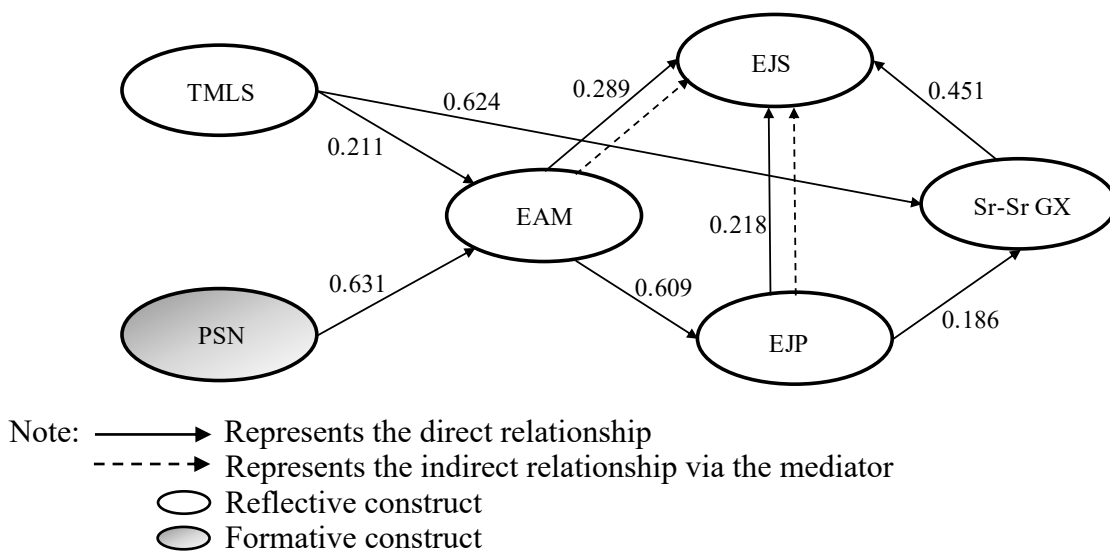 EJS
TMLS
0.289
0.451
0.624
0.211
EAM
Sr-Sr GX
0.218
0.631
0.609
0.186
PSN
EJP
Note:
Represents the direct relationship
Represents the indirect relationship via the mediator
Reflective construct
Formative construct